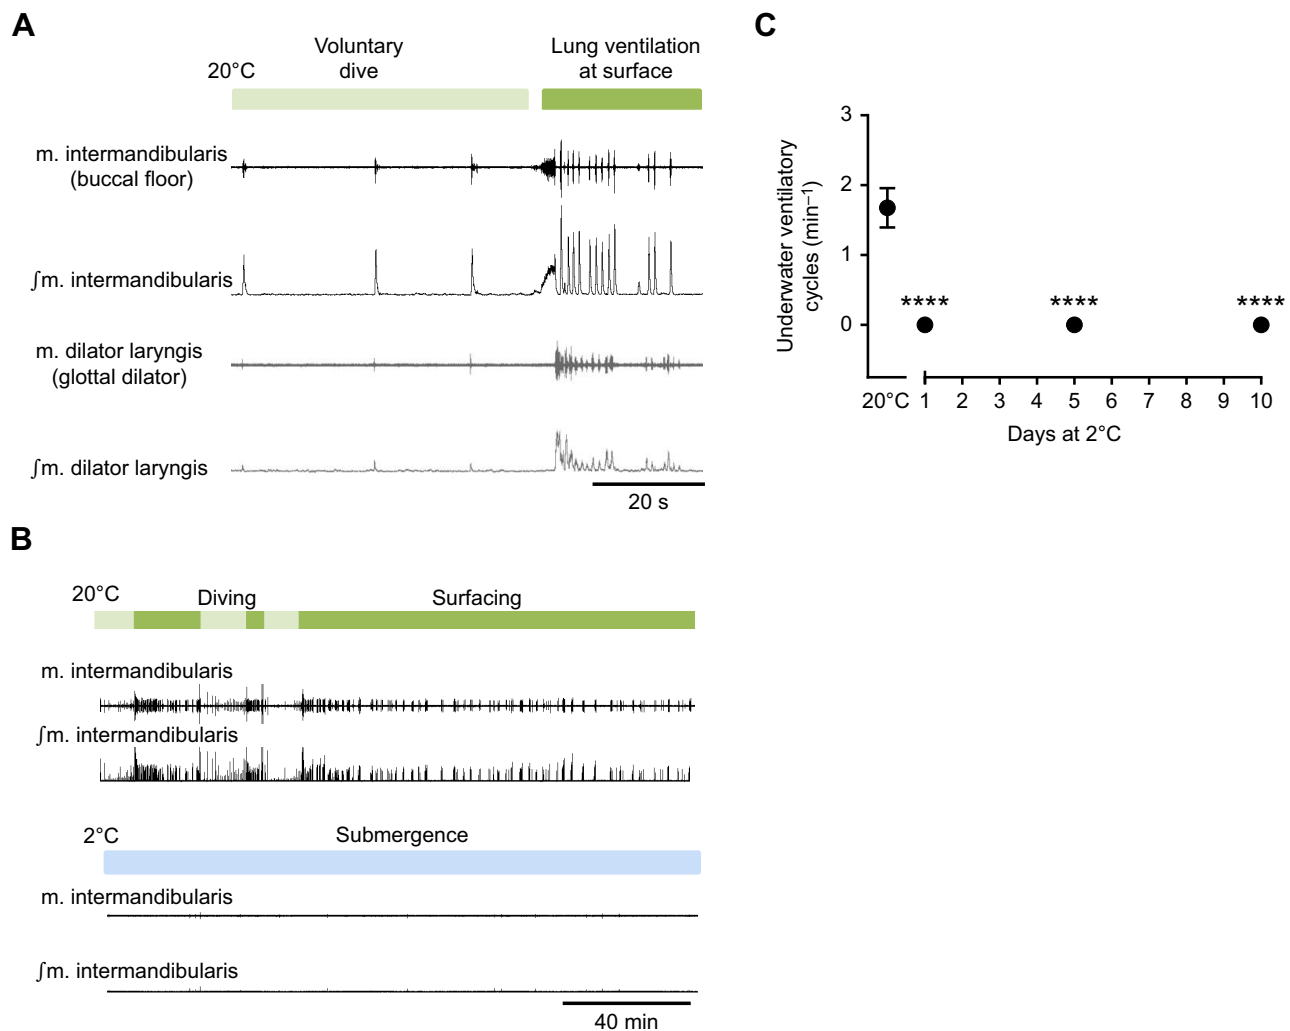 A
Voluntary
dive
Lung ventilation
at surface
20°C
m. intermandibularis
(buccal floor)
∫m. intermandibularis
m. dilator laryngis
(glottal dilator)
∫m. dilator laryngis
20 s
B
20°C
Diving
Surfacing
m. intermandibularis
∫m. intermandibularis
2°C
Submergence
m. intermandibularis
∫m. intermandibularis
40 min
C
Underwater ventilatory
cycles (min–1)
3
2
1
0
**** **** ****
20°C 1 2 3 4 5 6 7 8 9 10
Days at 2°C